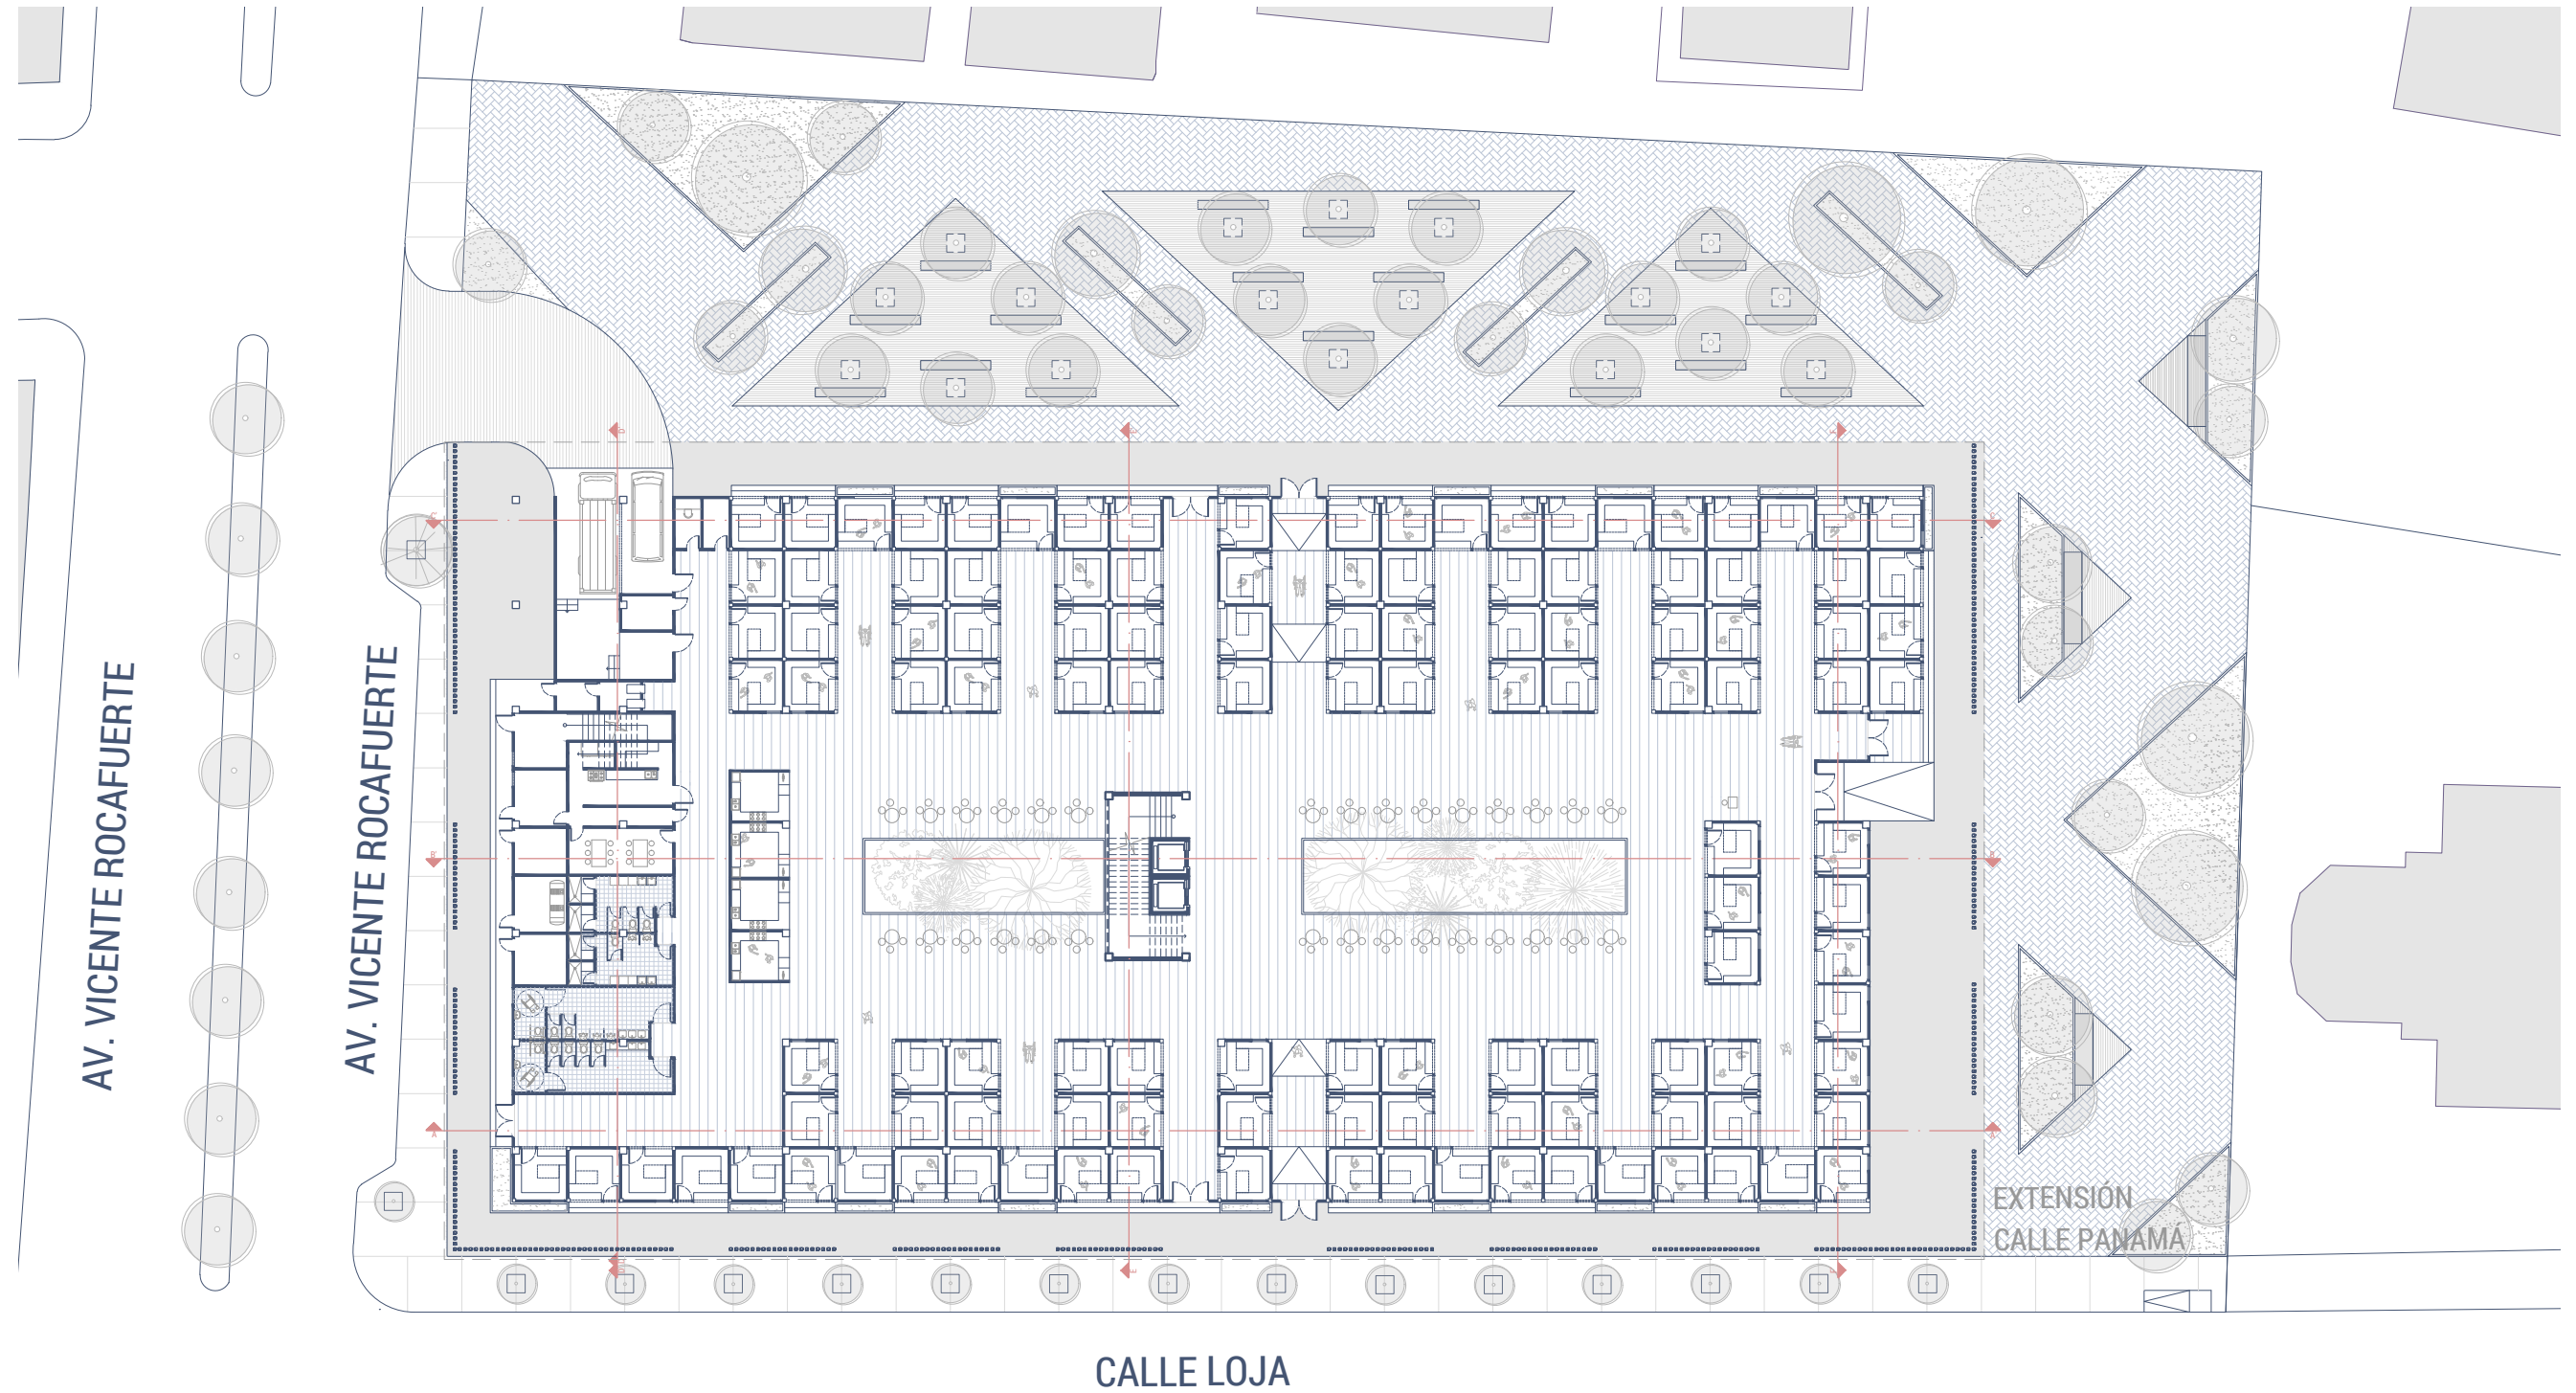 AV. VICENTE ROCAFUERTE
AV. VICENTE ROCAFUERTE
EXTENSIÓN
CALLE PANAMÁ
CALLE LOJA